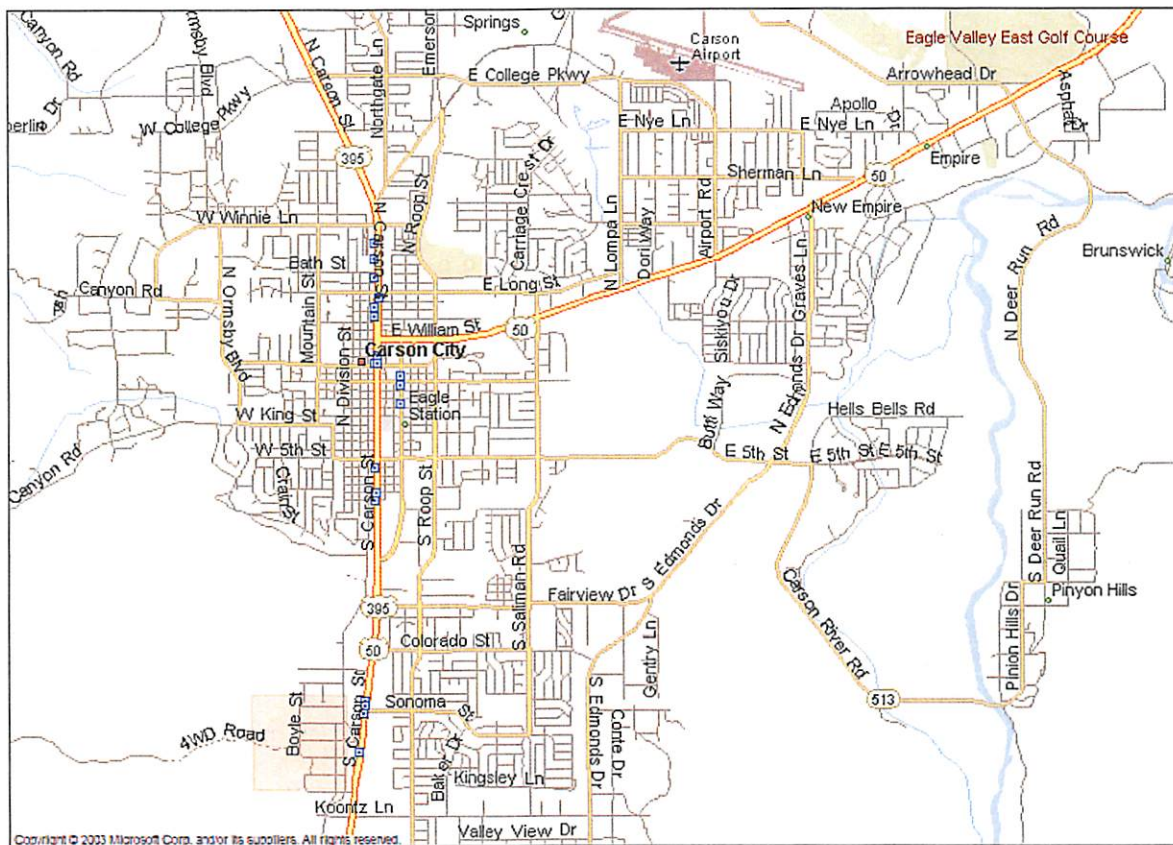 Canyon Rd
Ormsby Blvd
N Carson St
Northgate Ln
Emerson
Springs
Carson
Airport
Eagle Valley East Golf Course
E College Pkwy
Arrowhead Dr
Asphalt Dr
W College Pkwy
Dr
Apollo
Dr
E Nye Ln
E Nye Ln
395
Empire
Carriage Crest Dr
Sherman Ln
50
N Roop St
W Winnie Ln
N Carson St
New Empire
N Lompa Ln
Dori Way
Airport Rd
N Deer Run Rd
Brunswick
Bath St
Canyon Rd
E Long St
N Ormsby Blvd
Mountain St
N Division St
E William St
50
Siskiyou Dr
N Edmonds Dr
Graves Ln
Carson City
Eagle
Station
Butti Way
W King St
Hells Bells Rd
W 5th St
E 5th St
E 5th St
E 5th St
Canyon Rd
Crain St
S Carson St
S Roop St
S Saliman Rd
S Edmonds Dr
S Deer Run Rd
Quail Ln
Fairview Dr
Carson River Rd
Pinyon Hills
Pinion Hills Dr
395
Colorado St
50
Gentry Ln
S Edmonds Dr
Conte Dr
513
Sonoma St
S Carson St
Boyle St
4WD Road
Baker Dr
Kingsley Ln
Koontz Ln
Valley View Dr
Copyright © 2003 Microsoft Corp. and/or its suppliers. All rights reserved.